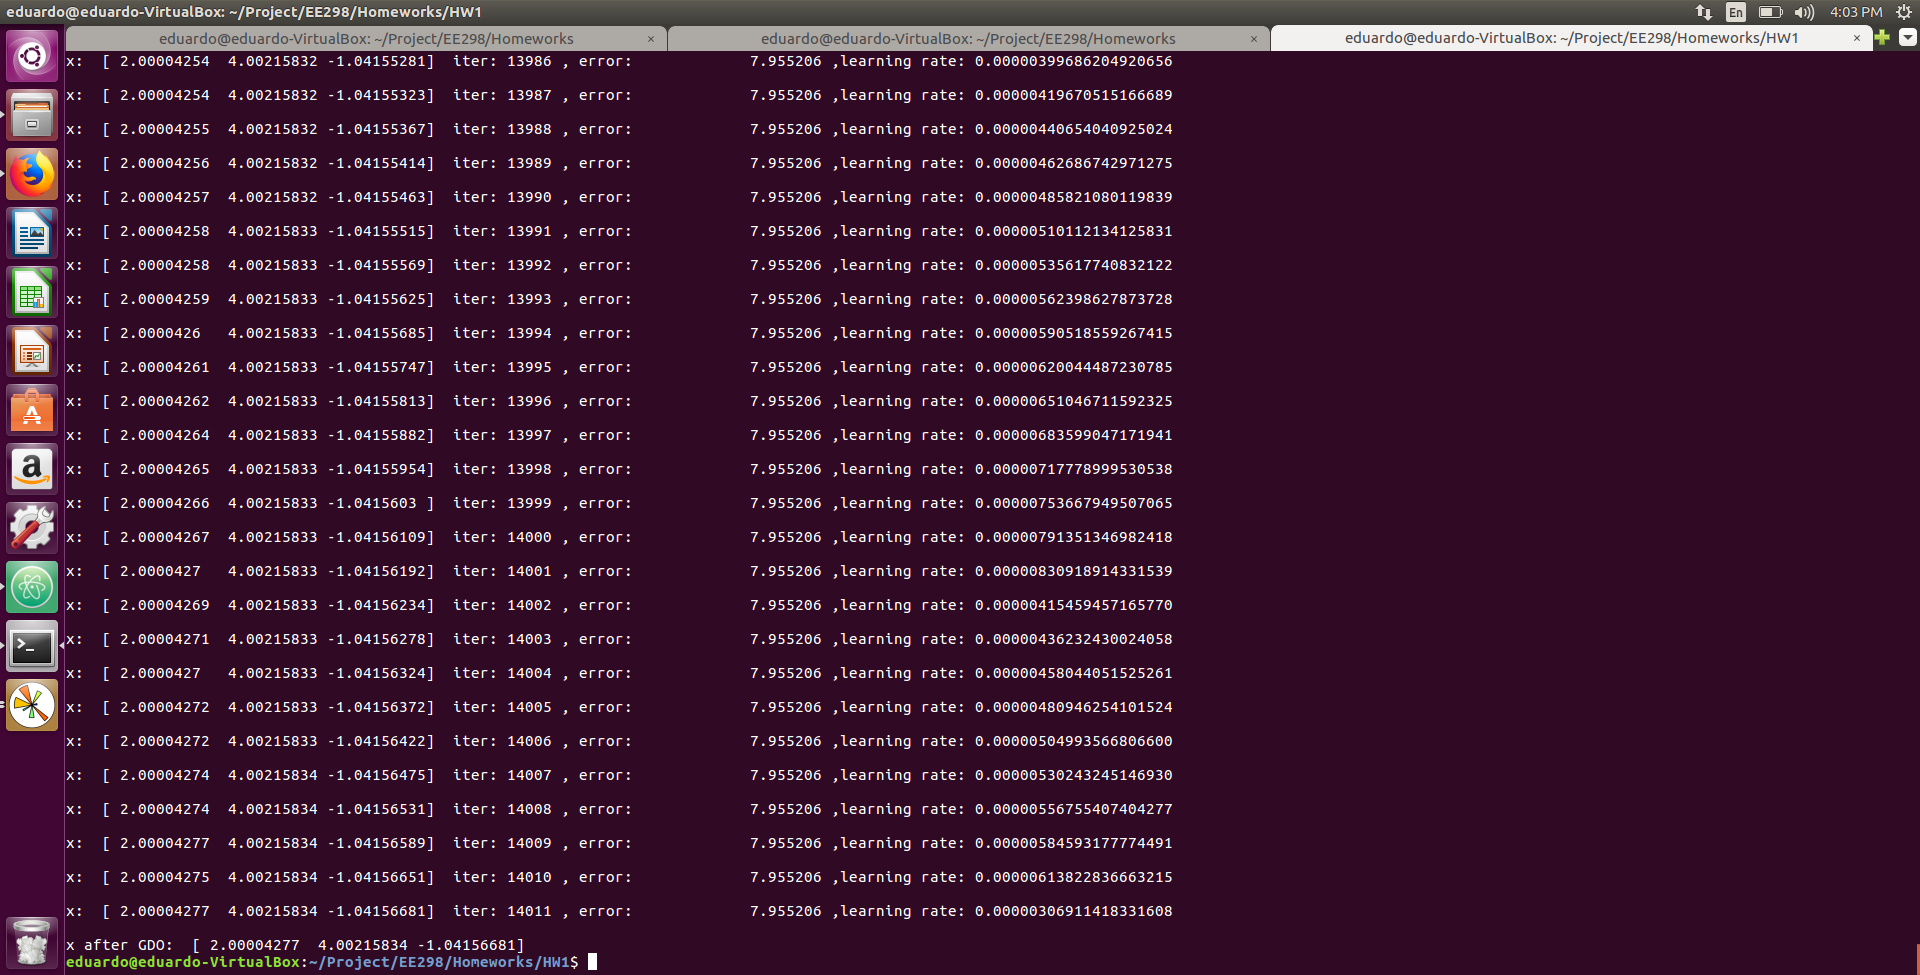 eduardo@eduardo-VirtualBox: ~/Project/EE298/Homeworks/HW1
En 4:03 PM
eduardo@eduardo-VirtualBox: ~/Project/EE298/Homeworks × eduardo@eduardo-VirtualBox: ~/Project/EE298/Homeworks × eduardo@eduardo-VirtualBox: ~/Project/EE298/Homeworks/HW1 ×
x:  [ 2.00004254  4.00215832 -1.04155281]  iter: 13986 , error:             7.955206 ,learning rate: 0.00000399686204920656
x:  [ 2.00004254  4.00215832 -1.04155323]  iter: 13987 , error:             7.955206 ,learning rate: 0.00000419670515166689
x:  [ 2.00004255  4.00215832 -1.04155367]  iter: 13988 , error:             7.955206 ,learning rate: 0.00000440654040925024
x:  [ 2.00004256  4.00215832 -1.04155414]  iter: 13989 , error:             7.955206 ,learning rate: 0.00000462686742971275
x:  [ 2.00004257  4.00215832 -1.04155463]  iter: 13990 , error:             7.955206 ,learning rate: 0.00000485821080119839
x:  [ 2.00004258  4.00215833 -1.04155515]  iter: 13991 , error:             7.955206 ,learning rate: 0.00000510112134125831
x:  [ 2.00004258  4.00215833 -1.04155569]  iter: 13992 , error:             7.955206 ,learning rate: 0.00000535617740832122
x:  [ 2.00004259  4.00215833 -1.04155625]  iter: 13993 , error:             7.955206 ,learning rate: 0.00000562398627873728
x:  [ 2.0000426   4.00215833 -1.04155685]  iter: 13994 , error:             7.955206 ,learning rate: 0.00000590518559267415
x:  [ 2.00004261  4.00215833 -1.04155747]  iter: 13995 , error:             7.955206 ,learning rate: 0.00000620044487230785
x:  [ 2.00004262  4.00215833 -1.04155813]  iter: 13996 , error:             7.955206 ,learning rate: 0.00000651046711592325
x:  [ 2.00004264  4.00215833 -1.04155882]  iter: 13997 , error:             7.955206 ,learning rate: 0.00000683599047171941
x:  [ 2.00004265  4.00215833 -1.04155954]  iter: 13998 , error:             7.955206 ,learning rate: 0.00000717778999530538
x:  [ 2.00004266  4.00215833 -1.0415603 ]  iter: 13999 , error:             7.955206 ,learning rate: 0.00000753667949507065
x:  [ 2.00004267  4.00215833 -1.04156109]  iter: 14000 , error:             7.955206 ,learning rate: 0.00000791351346982418
x:  [ 2.0000427   4.00215833 -1.04156192]  iter: 14001 , error:             7.955206 ,learning rate: 0.00000830918914331539
x:  [ 2.00004269  4.00215833 -1.04156234]  iter: 14002 , error:             7.955206 ,learning rate: 0.00000415459457165770
x:  [ 2.00004271  4.00215833 -1.04156278]  iter: 14003 , error:             7.955206 ,learning rate: 0.00000436232430024058
x:  [ 2.0000427   4.00215833 -1.04156324]  iter: 14004 , error:             7.955206 ,learning rate: 0.00000458044051525261
x:  [ 2.00004272  4.00215833 -1.04156372]  iter: 14005 , error:             7.955206 ,learning rate: 0.00000480946254101524
x:  [ 2.00004272  4.00215833 -1.04156422]  iter: 14006 , error:             7.955206 ,learning rate: 0.00000504993566806600
x:  [ 2.00004274  4.00215834 -1.04156475]  iter: 14007 , error:             7.955206 ,learning rate: 0.00000530243245146930
x:  [ 2.00004274  4.00215834 -1.04156531]  iter: 14008 , error:             7.955206 ,learning rate: 0.00000556755407404277
x:  [ 2.00004277  4.00215834 -1.04156589]  iter: 14009 , error:             7.955206 ,learning rate: 0.00000584593177774491
x:  [ 2.00004275  4.00215834 -1.04156651]  iter: 14010 , error:             7.955206 ,learning rate: 0.00000613822836663215
x:  [ 2.00004277  4.00215834 -1.04156681]  iter: 14011 , error:             7.955206 ,learning rate: 0.00000306911418331608
x after GDO:  [ 2.00004277  4.00215834 -1.04156681]
eduardo@eduardo-VirtualBox:~/Project/EE298/Homeworks/HW1$